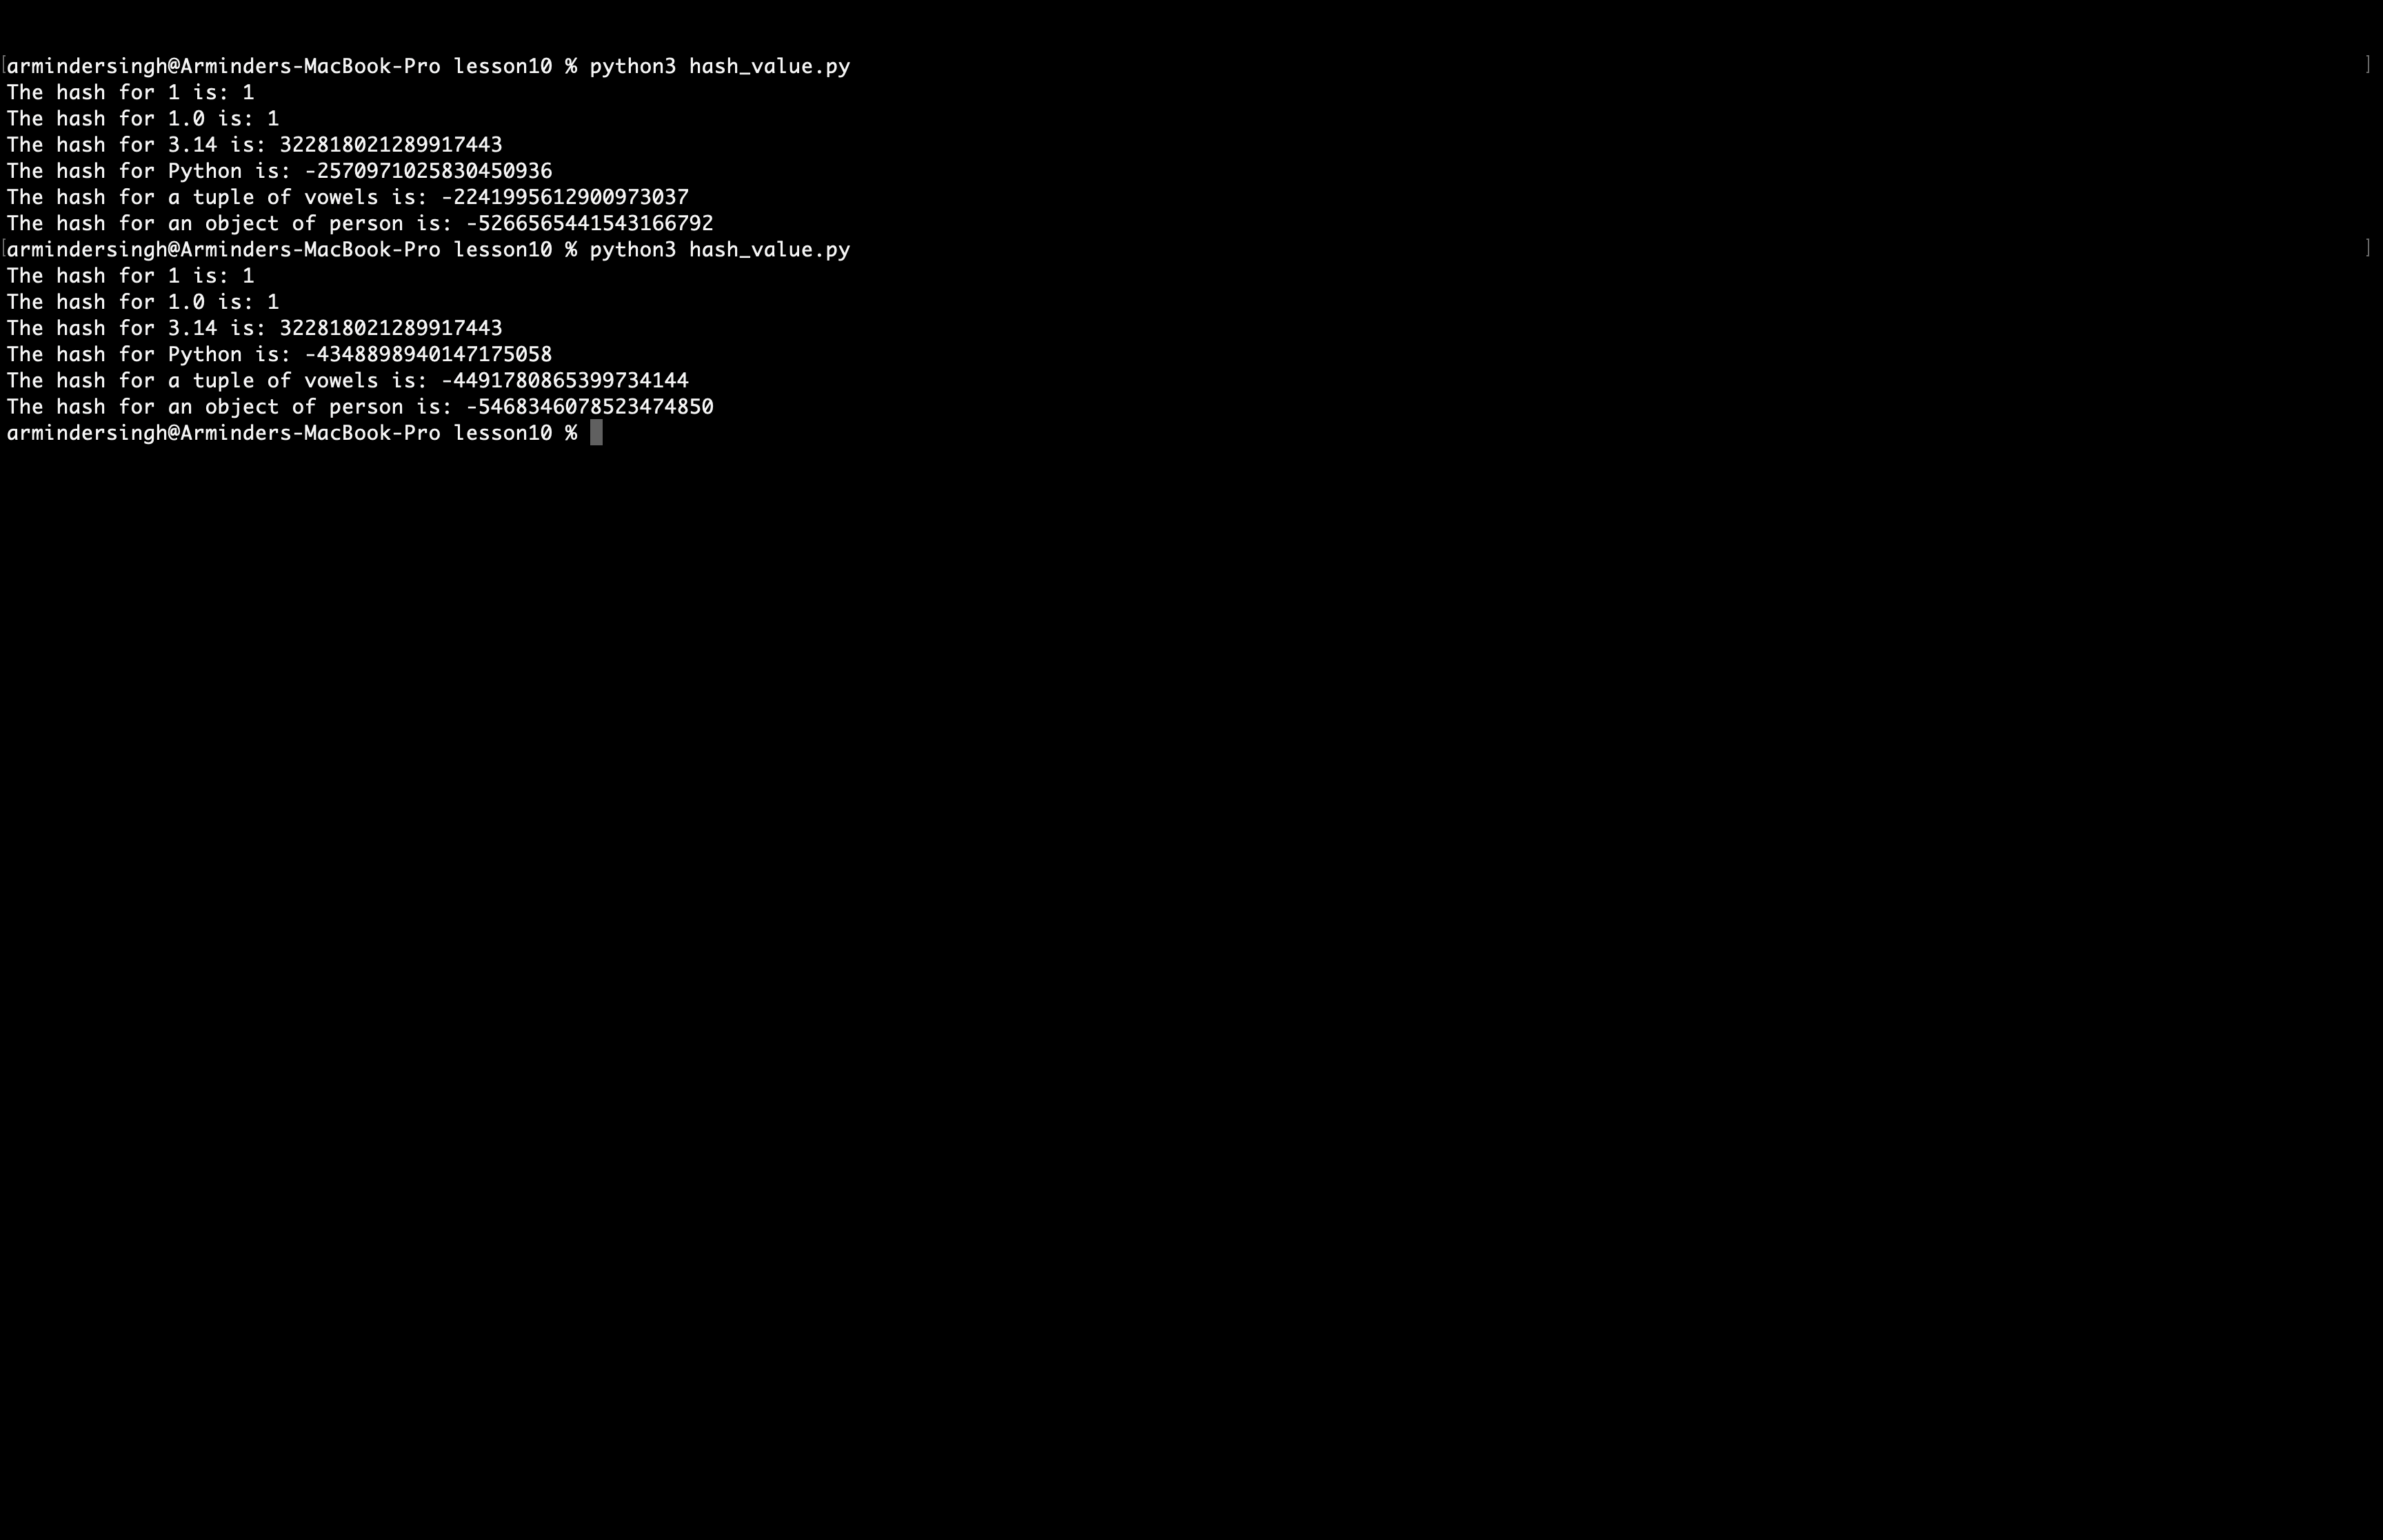 [armindersingh@Arminders-MacBook-Pro lesson10 % python3 hash_value.py ]
The hash for 1 is: 1
The hash for 1.0 is: 1
The hash for 3.14 is: 322818021289917443
The hash for Python is: -2570971025830450936
The hash for a tuple of vowels is: -2241995612900973037
The hash for an object of person is: -5266565441543166792
[armindersingh@Arminders-MacBook-Pro lesson10 % python3 hash_value.py ]
The hash for 1 is: 1
The hash for 1.0 is: 1
The hash for 3.14 is: 322818021289917443
The hash for Python is: -4348898940147175058
The hash for a tuple of vowels is: -4491780865399734144
The hash for an object of person is: -5468346078523474850
armindersingh@Arminders-MacBook-Pro lesson10 %